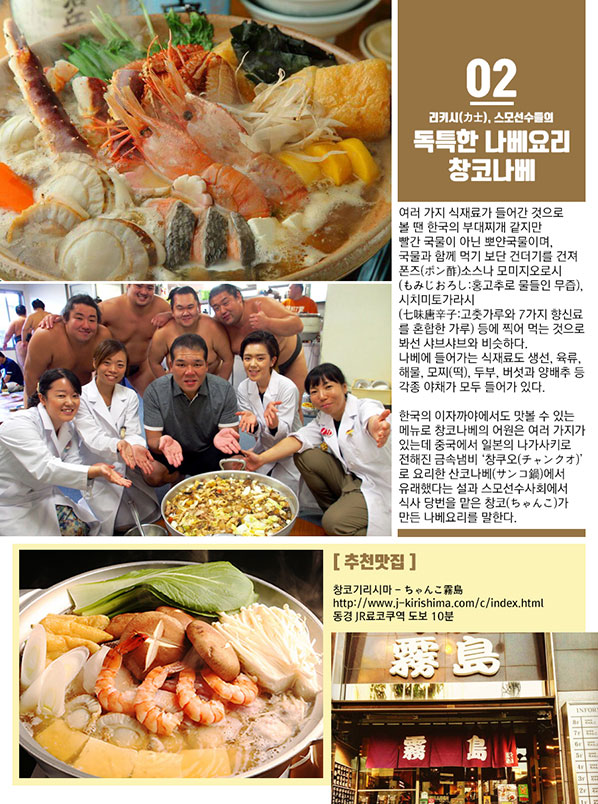 02
리키시(力士), 스모선수들의
독특한 나베요리
창코나베
여러 가지 식재료가 들어간 것으로
볼 땐 한국의 부대찌개 같지만
빨간 국물이 아닌 뽀얀국물이며,
국물과 함께 먹기 보단 건더기를 건져
폰즈(ポン酢)소스나 모미지오로시
(もみじおろし:홍고추로 물들인 무즙),
시치미토가라시
(七味唐辛子:고춧가루와 7가지 향신료
를 혼합한 가루) 등에 찍어 먹는 것으로
봐선 샤브샤브와 비슷하다.
나베에 들어가는 식재료도 생선, 육류,
해물, 모찌(떡), 두부, 버섯과 양배추 등
각종 야채가 모두 들어가 있다.
한국의 이자까야에서도 맛볼 수 있는
메뉴로 창코나베의 어원은 여러 가지가
있는데 중국에서 일본의 나가사키로
전해진 금속냄비 ‘창쿠오(チャンクオ)’
로 요리한 산코나베(サンコ鍋)에서
유래했다는 설과 스모선수사회에서
식사 당번을 맡은 창코(ちゃんこ)가
만든 나베요리를 말한다.
[ 추천맛집 ]
창코기리시마 – ちゃんこ霧島
http://www.j-kirishima.com/c/index.html
동경 JR료코쿠역 도보 10분
霧島
霧島